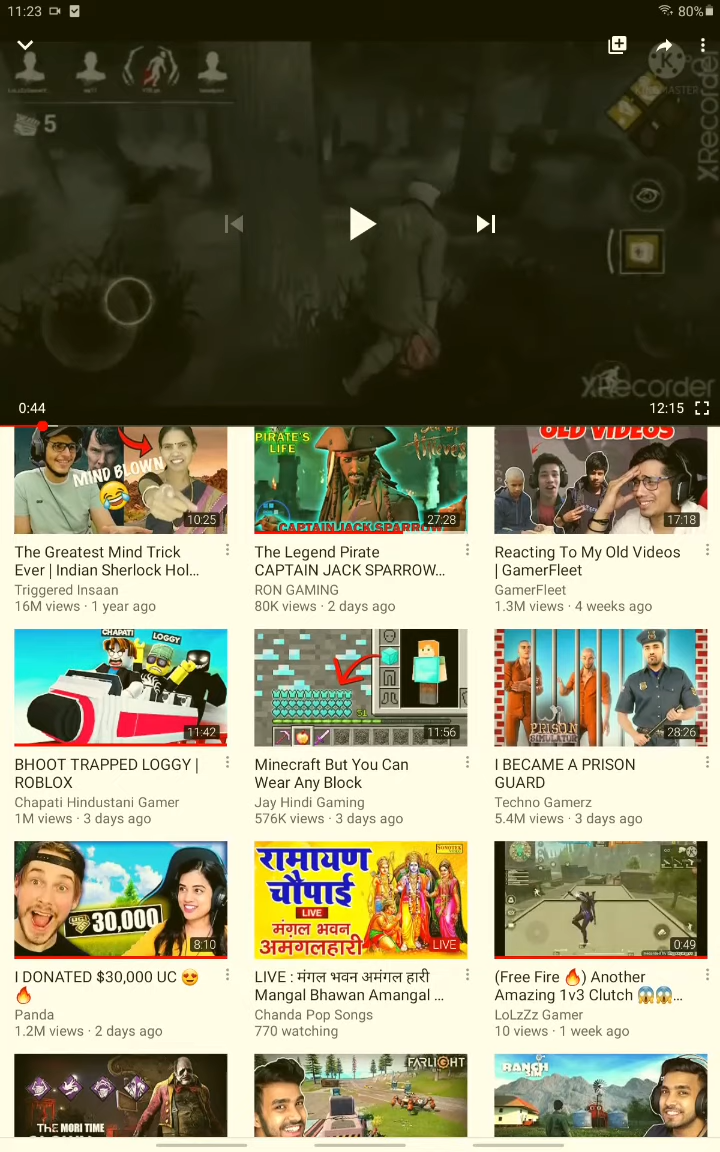 11:23
80%
5
KINEMASTER
XRecorder
XRecorder
0:44
12:15
MIND BLOWN
10:25
PIRATE'S
LIFE
thieves
CAPTAIN JACK SPARROW
27:28
OLD VIDEOS
17:18
The Greatest Mind Trick
Ever | Indian Sherlock Hol...
Triggered Insaan
16M views · 1 year ago
The Legend Pirate
CAPTAIN JACK SPARROW...
RON GAMING
80K views · 2 days ago
Reacting To My Old Videos
| GamerFleet
GamerFleet
1.3M views · 4 weeks ago
CHAPATI
LOGGY
11:42
11:56
PRISON
SIMULATOR
28:26
BHOOT TRAPPED LOGGY |
ROBLOX
Chapati Hindustani Gamer
1M views · 3 days ago
Minecraft But You Can
Wear Any Block
Jay Hindi Gaming
576K views · 3 days ago
I BECAME A PRISON
GUARD
Techno Gamerz
5.4M views · 3 days ago
UC 30,000
8:10
रामायण
चौपाई
LIVE
मंगल भवन
अमंगलहारी
SONOTEK
LIVE
0:49
I DONATED $30,000 UC 😍
🔥
Panda
1.2M views · 2 days ago
LIVE : मंगल भवन अमंगल हारी
Mangal Bhawan Amangal ...
Chanda Pop Songs
770 watching
(Free Fire 🔥) Another
Amazing 1v3 Clutch 😱😱...
LoLzZz Gamer
10 views · 1 week ago
THE MORI TIME
FARLIGHT
RANCH
SIM